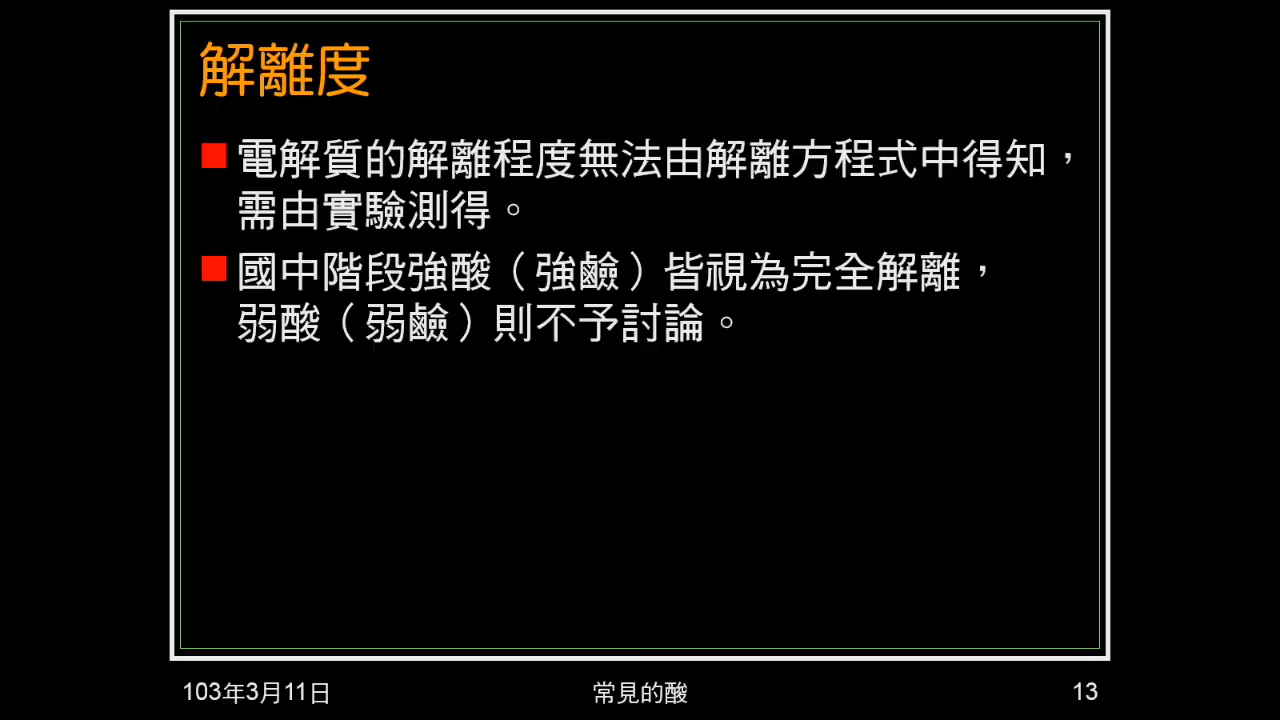 解離度
電解質的解離程度無法由解離方程式中得知，
需由實驗測得。
國中階段強酸（強鹼）皆視為完全解離，
弱酸（弱鹼）則不予討論。
103年3月11日
常見的酸
13